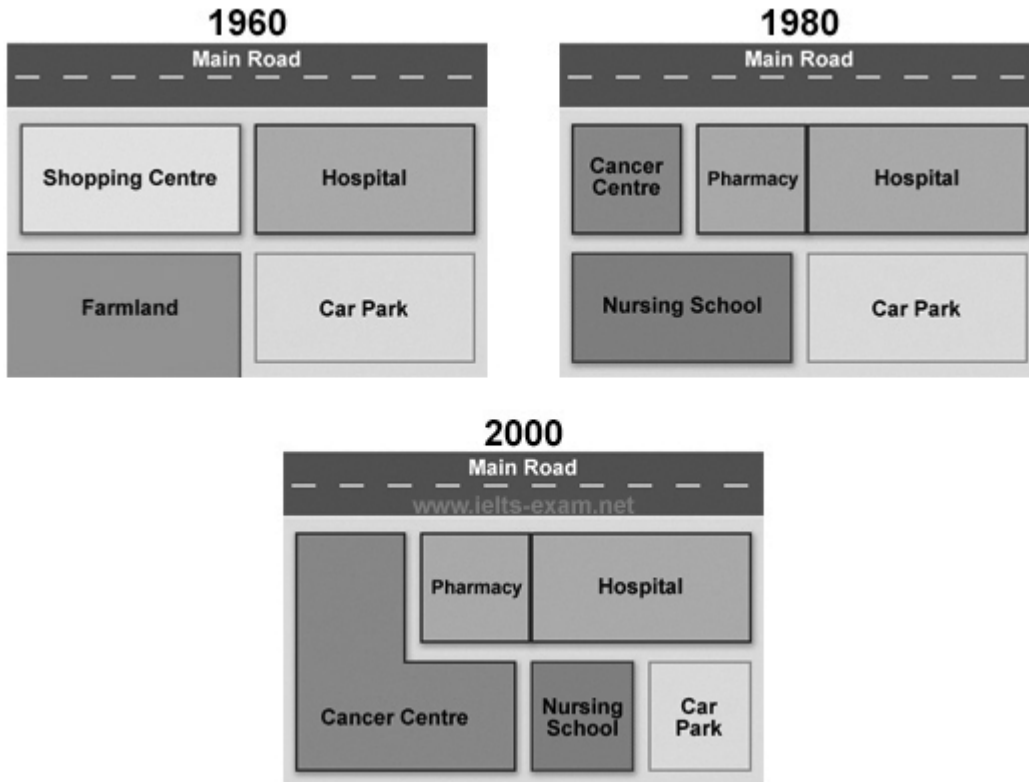 1960
Main Road
Shopping Centre
Hospital
Farmland
Car Park
1980
Main Road
Cancer
Centre
Pharmacy
Hospital
Nursing School
Car Park
2000
Main Road
www.ielts-exam.net
Pharmacy
Hospital
Cancer Centre
Nursing
School
Car
Park